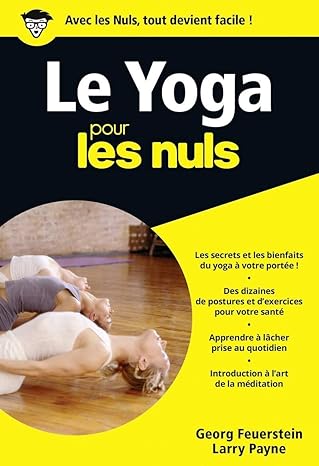 Avec les Nuls, tout devient facile !
Le Yoga
pour
les nuls
Les secrets et les bienfaits
du yoga à votre portée !
•
Des dizaines
de postures et d'exercices
pour votre santé
•
Apprendre à lâcher
prise au quotidien
•
Introduction à l'art
de la méditation
Georg Feuerstein
Larry Payne